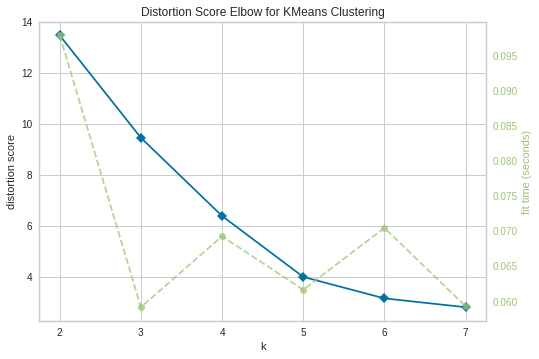 Distortion Score Elbow for KMeans Clustering
14
12
10
8
6
4
distortion score
0.095
0.090
0.085
0.080
0.075
0.070
0.065
0.060
fit time (seconds)
2 3 4 5 6 7
k